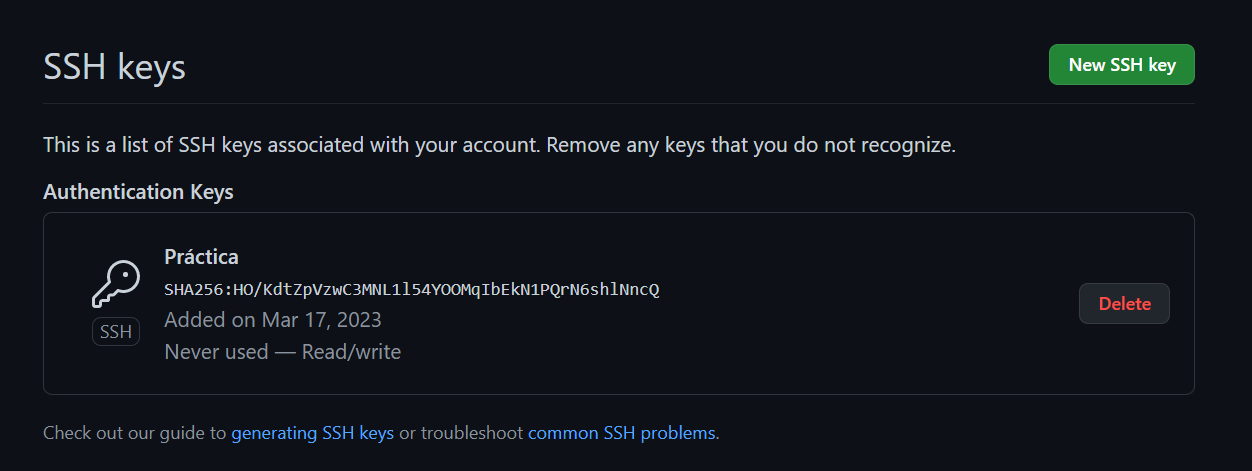 SSH keys
New SSH key
This is a list of SSH keys associated with your account. Remove any keys that you do not recognize.
Authentication Keys
Práctica
SHA256:HO/KdtZpVzwC3MNL1l54YOOMqIbEkN1PQrN6shlNncQ
Added on Mar 17, 2023
Never used — Read/write
SSH
Delete
Check out our guide to generating SSH keys or troubleshoot common SSH problems.